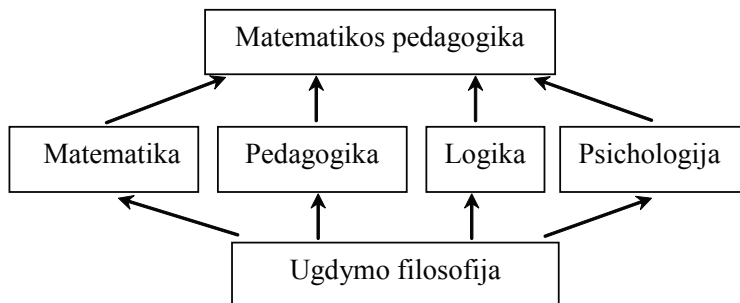 Matematikos pedagogika
Matematika
Pedagogika
Logika
Psichologija
Ugdymo filosofija